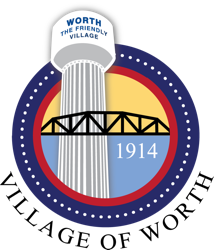 WORTH
THE FRIENDLY
VILLAGE
1914
VILLAGE OF WORTH